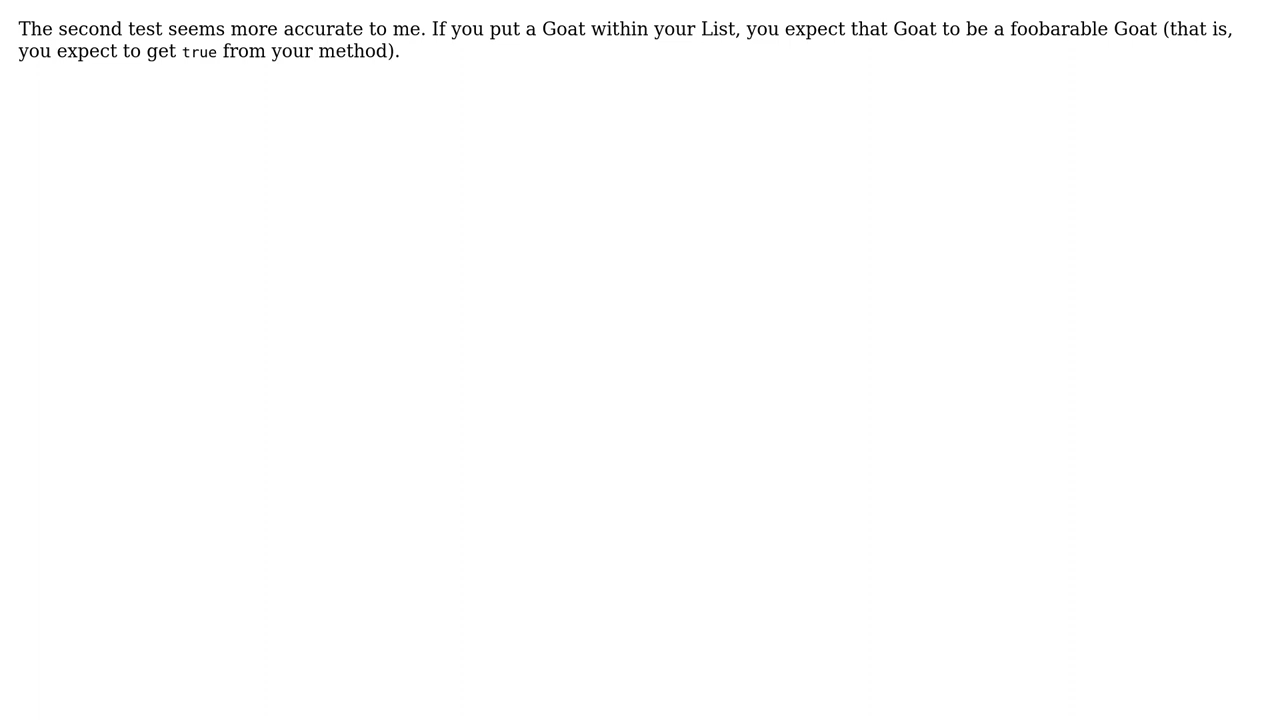 The second test seems more accurate to me. If you put a Goat within your List, you expect that Goat to be a foobarable Goat (that is,
you expect to get true from your method).